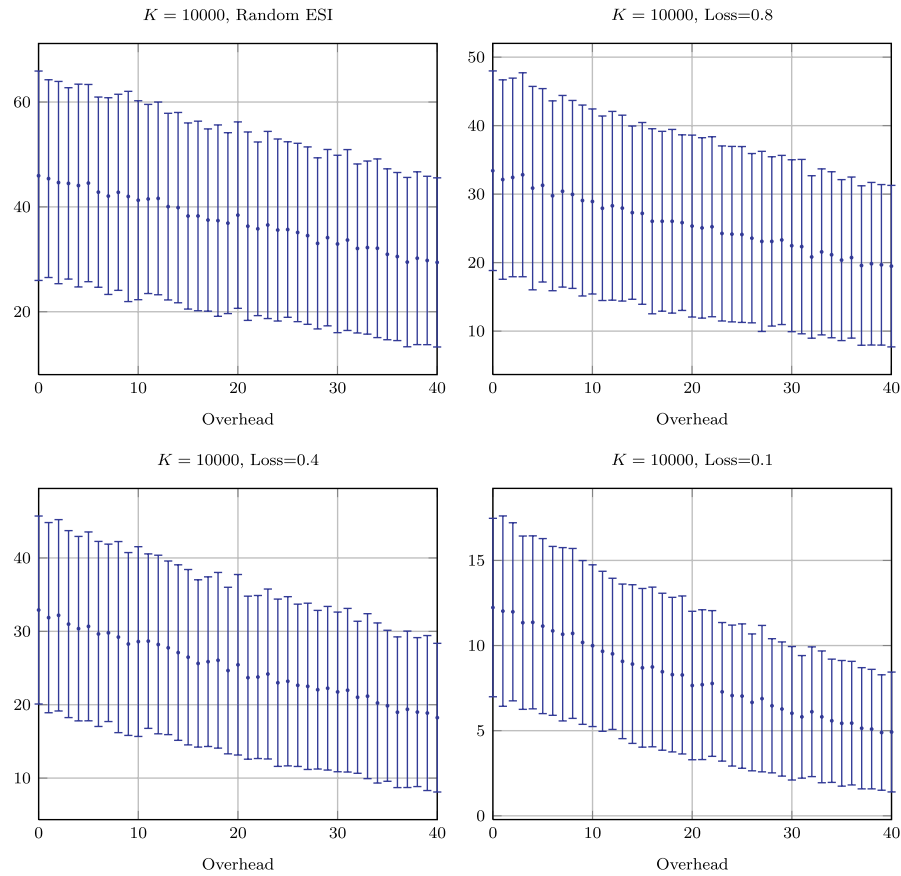 K = 10000, Random ESI
60
40
20
0 10 20 30 40
Overhead
K = 10000, Loss=0.8
50
40
30
20
10
0 10 20 30 40
Overhead
K = 10000, Loss=0.4
40
30
20
10
0 10 20 30 40
Overhead
K = 10000, Loss=0.1
15
10
5
0
0 10 20 30 40
Overhead